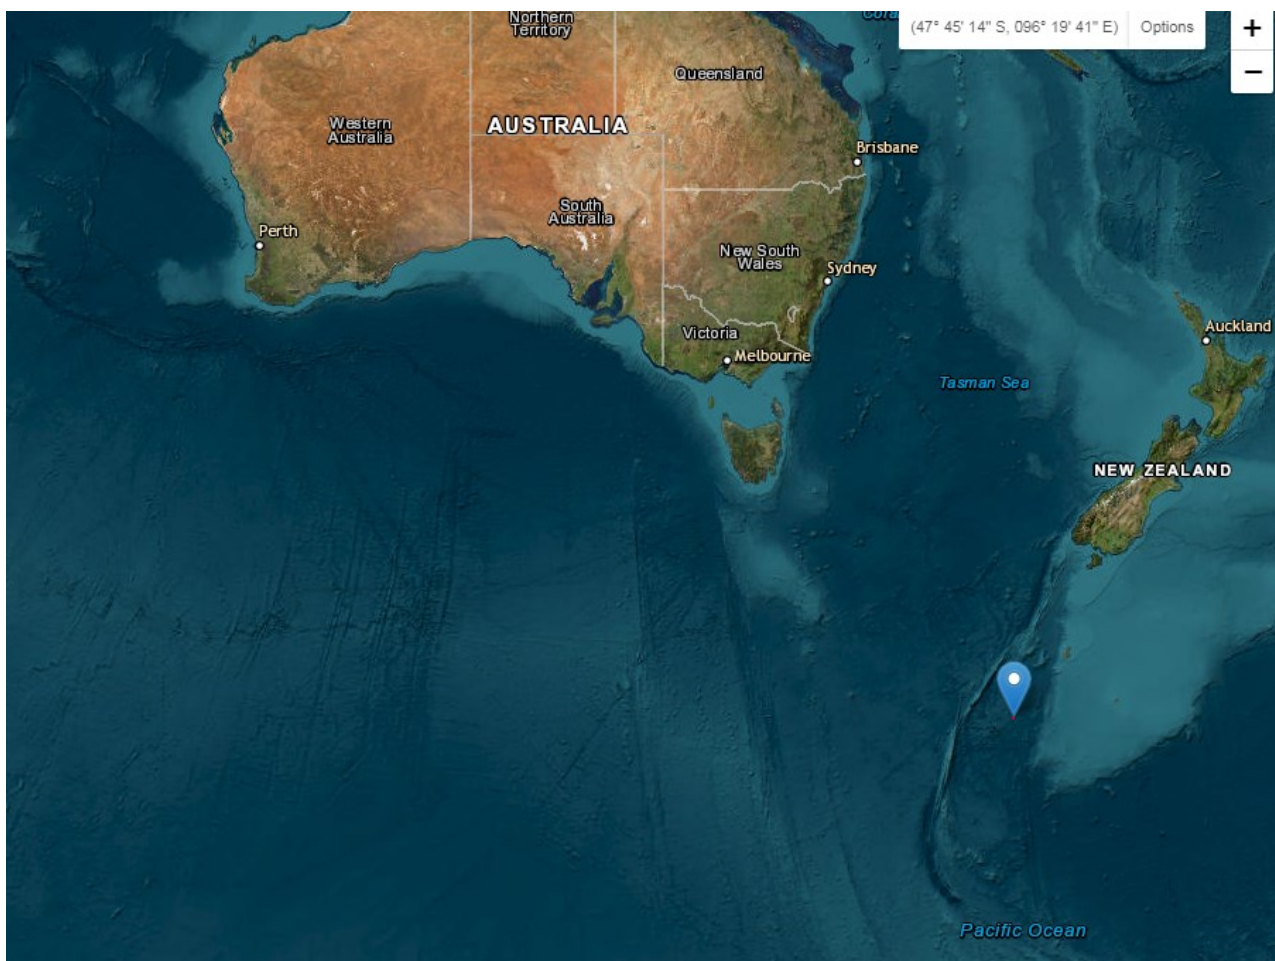 Northern
Territory
Cora
(47° 45' 14" S, 096° 19' 41" E)
Options
+
−
Queensland
Western
Australia
AUSTRALIA
Brisbane
South
Australia
Perth
New South
Wales
Sydney
Victoria
Melbourne
Auckland
Tasman Sea
NEW ZEALAND
Pacific Ocean